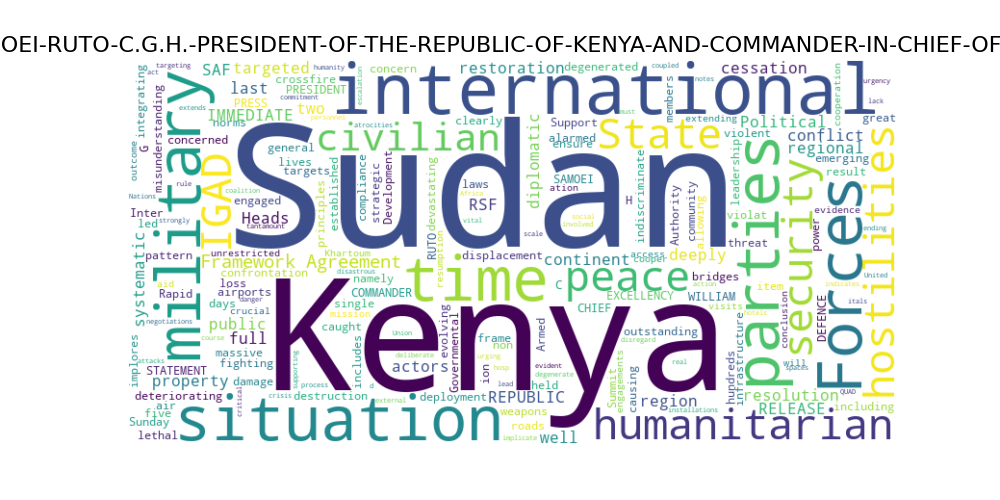 OEI-RUTO-C.G.H.-PRESIDENT-OF-THE-REPUBLIC-OF-KENYA-AND-COMMANDER-IN-CHIEF-OF
Sudan
Kenya
international
situation
military
time
peace
parties
Forces
humanitarian
hostilities
security
State
civilian
IGAD
SAF
targeted
crossfire
concern
restoration
degenerated
coupled
notes
urgency
cessation
cooperation
lack
act
humanity
PRESIDENT
members
great
last
PRESS
two
extending
Political
violent
conflict
IMMEDIATE
norms
escalation
commitment
personnel
must
clearly
Support
ensure
alarmed
regional
emerging
outcome
integrating
extends
misunderstanding
G
concerned
general
atrocities
lives
targets
established
compliance
strategic
Development
devastating
laws
RSF
SAMOEI
ation
diplomatic
indiscriminate
H
Authority
community
allowing
leadership
violat
result
evidence
power
rule
Nations
coalition
strongly
Inter
led
engaged
Heads
tantamount
principles
RUTO
Africa
vital
social
involved
scale
threat
ending
pattern
unrestricted
Khartoum
resumption
displacement
continent
access
cooper
deeply
systematic
Framework Agreement
confrontation
disastrous
namely
C
bridges
item
United
indicates
aid
Rapid
loss
airports
danger
COMMANDER
single
mission
EXCELLENCY
CHIEF
WILLIAM
action
visits
hotels
infrastructure
conclusion
DEFENCE
itals
negotiations
days
crucial
public
full
course
caught
Union
evolving
Governmental
frame
non
Armed
outstanding
disregard
implores
attacks
STATEMENT
massive
fighting
supporting
includes
deliberate
actors
urging
ion
hosp
evident
degenerate
Summit
engagements
causing
real
region
hundreds
will
spaces
property
damage
process
d
crisis
destruction
external
deployment
lead
held
REPUBLIC
installations
resolution
QUAD
deteriorating
air
five
Sunday
lethal
critical
weapons
roads
implicate
well
RELEASE
including